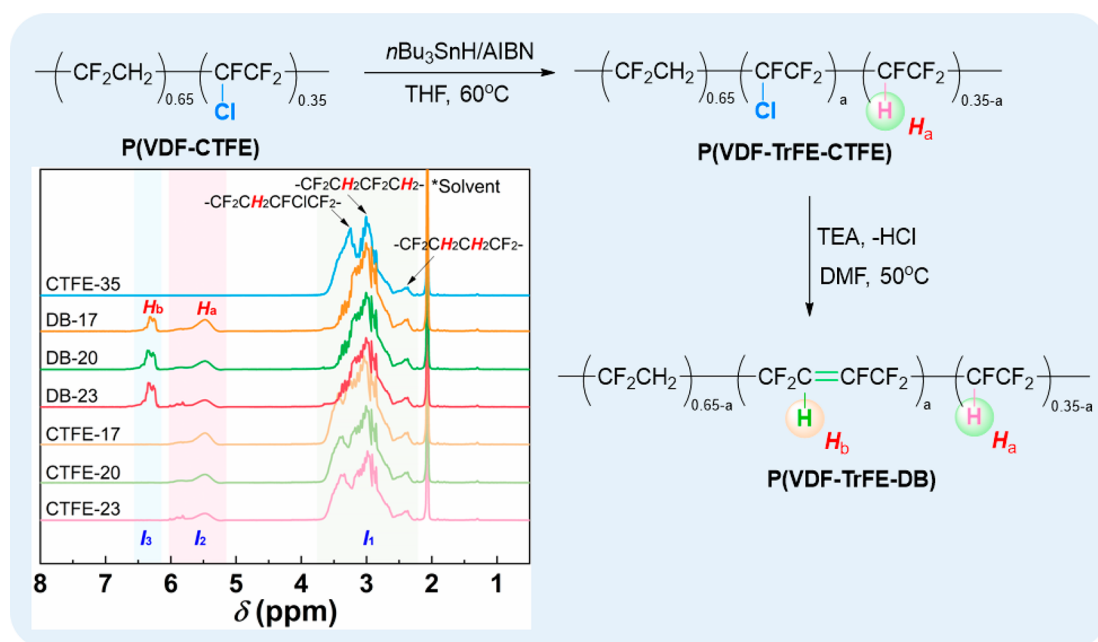 (CF₂CH₂)₀.₆₅(CFCF₂)₀.₃₅
Cl
P(VDF-CTFE)
nBu₃SnH/AIBN
THF, 60°C
(CF₂CH₂)₀.₆₅(CFCF₂)ₐ(CFCF₂)₀.₃₅₋ₐ
Cl
H
Hₐ
P(VDF-TrFE-CTFE)
TEA, -HCl
DMF, 50°C
(CF₂CH₂)₀.₆₅₋ₐ(CF₂C=CFCF₂)ₐ(CFCF₂)₀.₃₅₋ₐ
H
H_b
H
Hₐ
P(VDF-TrFE-DB)
-CF₂CH₂CF₂CH₂-
*Solvent
-CF₂CH₂CFClCF₂-
-CF₂CH₂CH₂CF₂-
CTFE-35
H_b
Hₐ
DB-17
DB-20
DB-23
CTFE-17
CTFE-20
CTFE-23
I₃
I₂
I₁
8 7 6 5 4 3 2 1
δ (ppm)